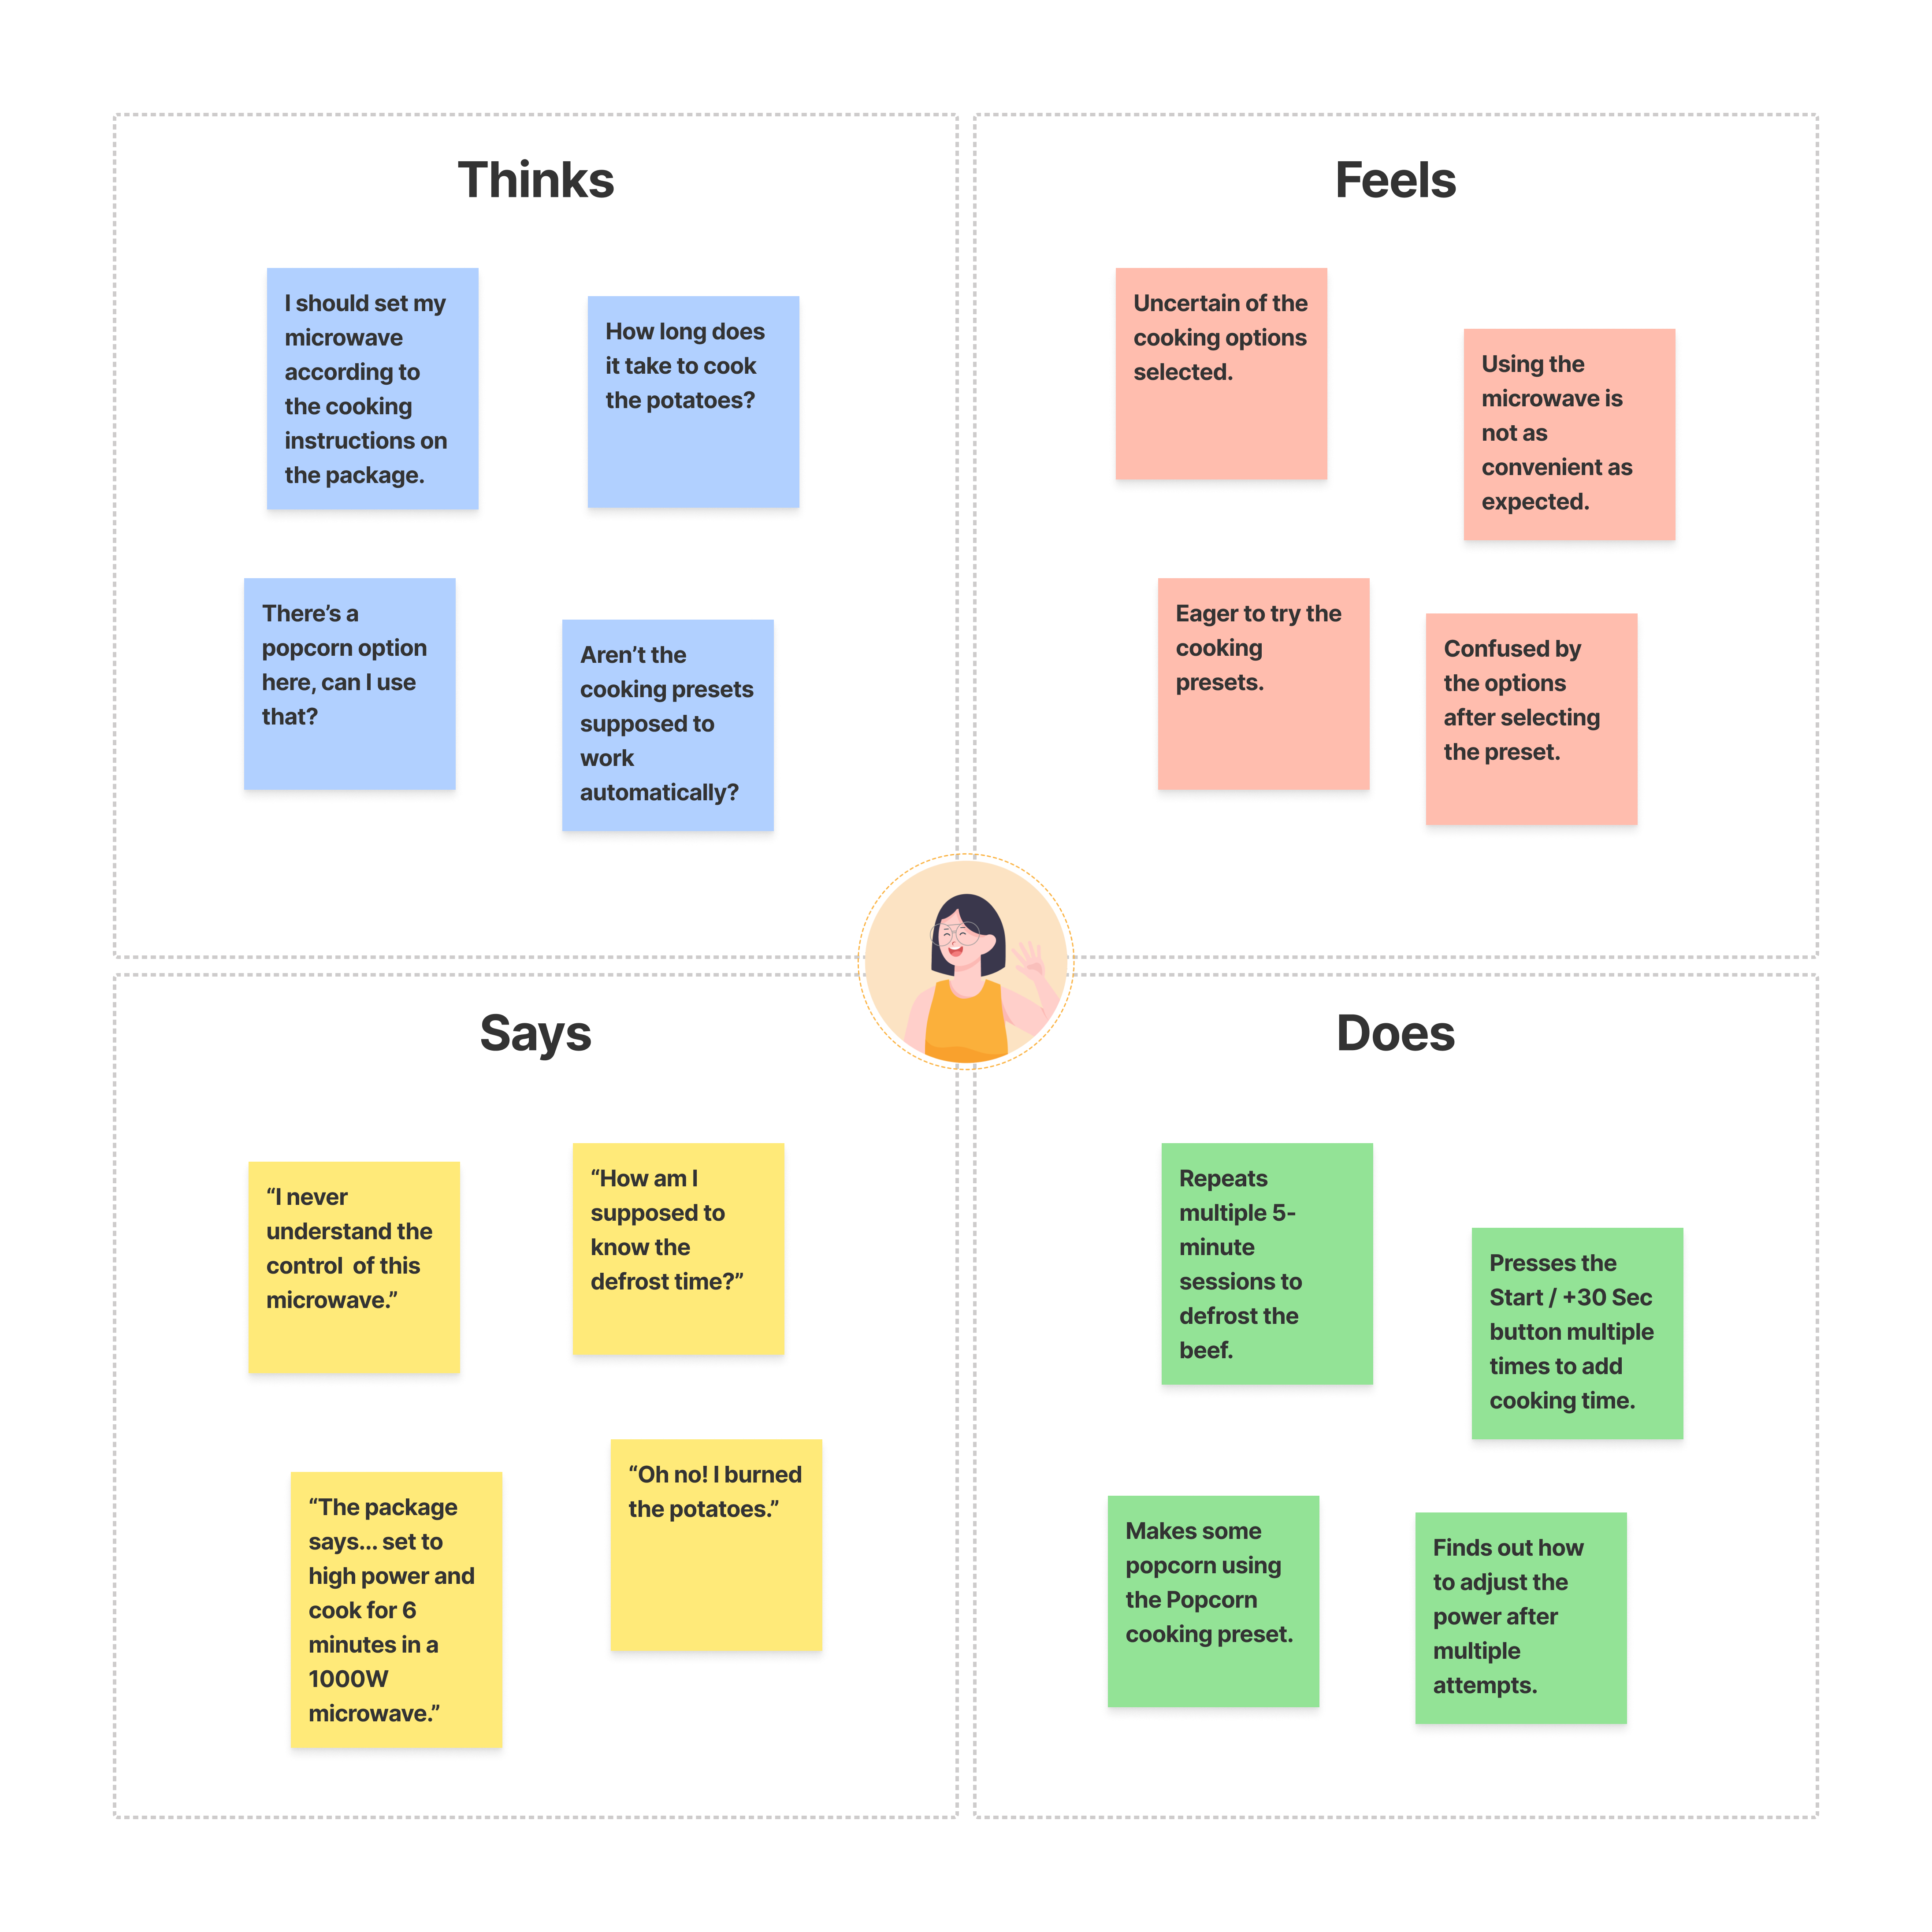 Thinks
I should set my
microwave
according to
the cooking
instructions on
the package.
How long does
it take to cook
the potatoes?
There’s a
popcorn option
here, can I use
that?
Aren’t the
cooking presets
supposed to
work
automatically?
Feels
Uncertain of the
cooking options
selected.
Using the
microwave is
not as
convenient as
expected.
Eager to try the
cooking
presets.
Confused by
the options
after selecting
the preset.
Says
“I never
understand the
control  of this
microwave.”
“How am I
supposed to
know the
defrost time?”
“The package
says... set to
high power and
cook for 6
minutes in a
1000W
microwave.”
“Oh no! I burned
the potatoes.”
Does
Repeats
multiple 5-
minute
sessions to
defrost the
beef.
Presses the
Start / +30 Sec
button multiple
times to add
cooking time.
Makes some
popcorn using
the Popcorn
cooking preset.
Finds out how
to adjust the
power after
multiple
attempts.